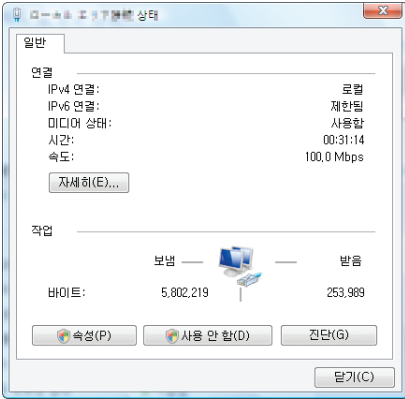 상태
일반
연결
IPv4 연결: 로컬
IPv6 연결: 제한됨
미디어 상태: 사용함
시간: 00:31:14
속도: 100,0 Mbps
자세히(E)...
작업
보냄 받음
바이트: 5,802,219 253,989
속성(P) 사용 안 함(D) 진단(G)
닫기(C)